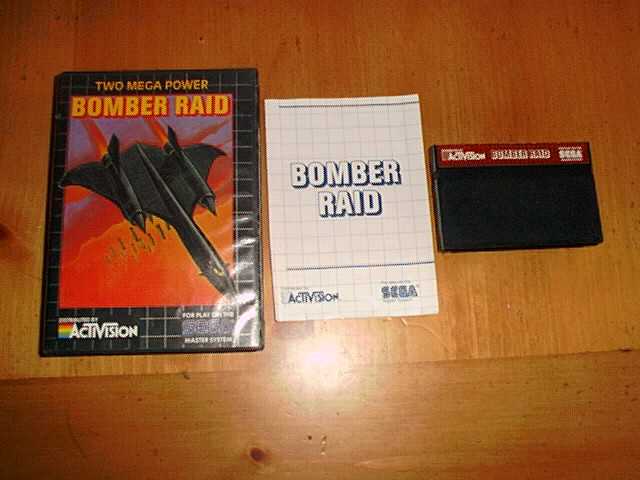 TWO MEGA POWER
BOMBER RAID
DISTRIBUTED BY
ACTIVISION
FOR PLAY ON THE
SEGA
MASTER SYSTEM
BOMBER
RAID
ACTIVISION
SEGA
ACTIVISION
BOMBER RAID
SEGA